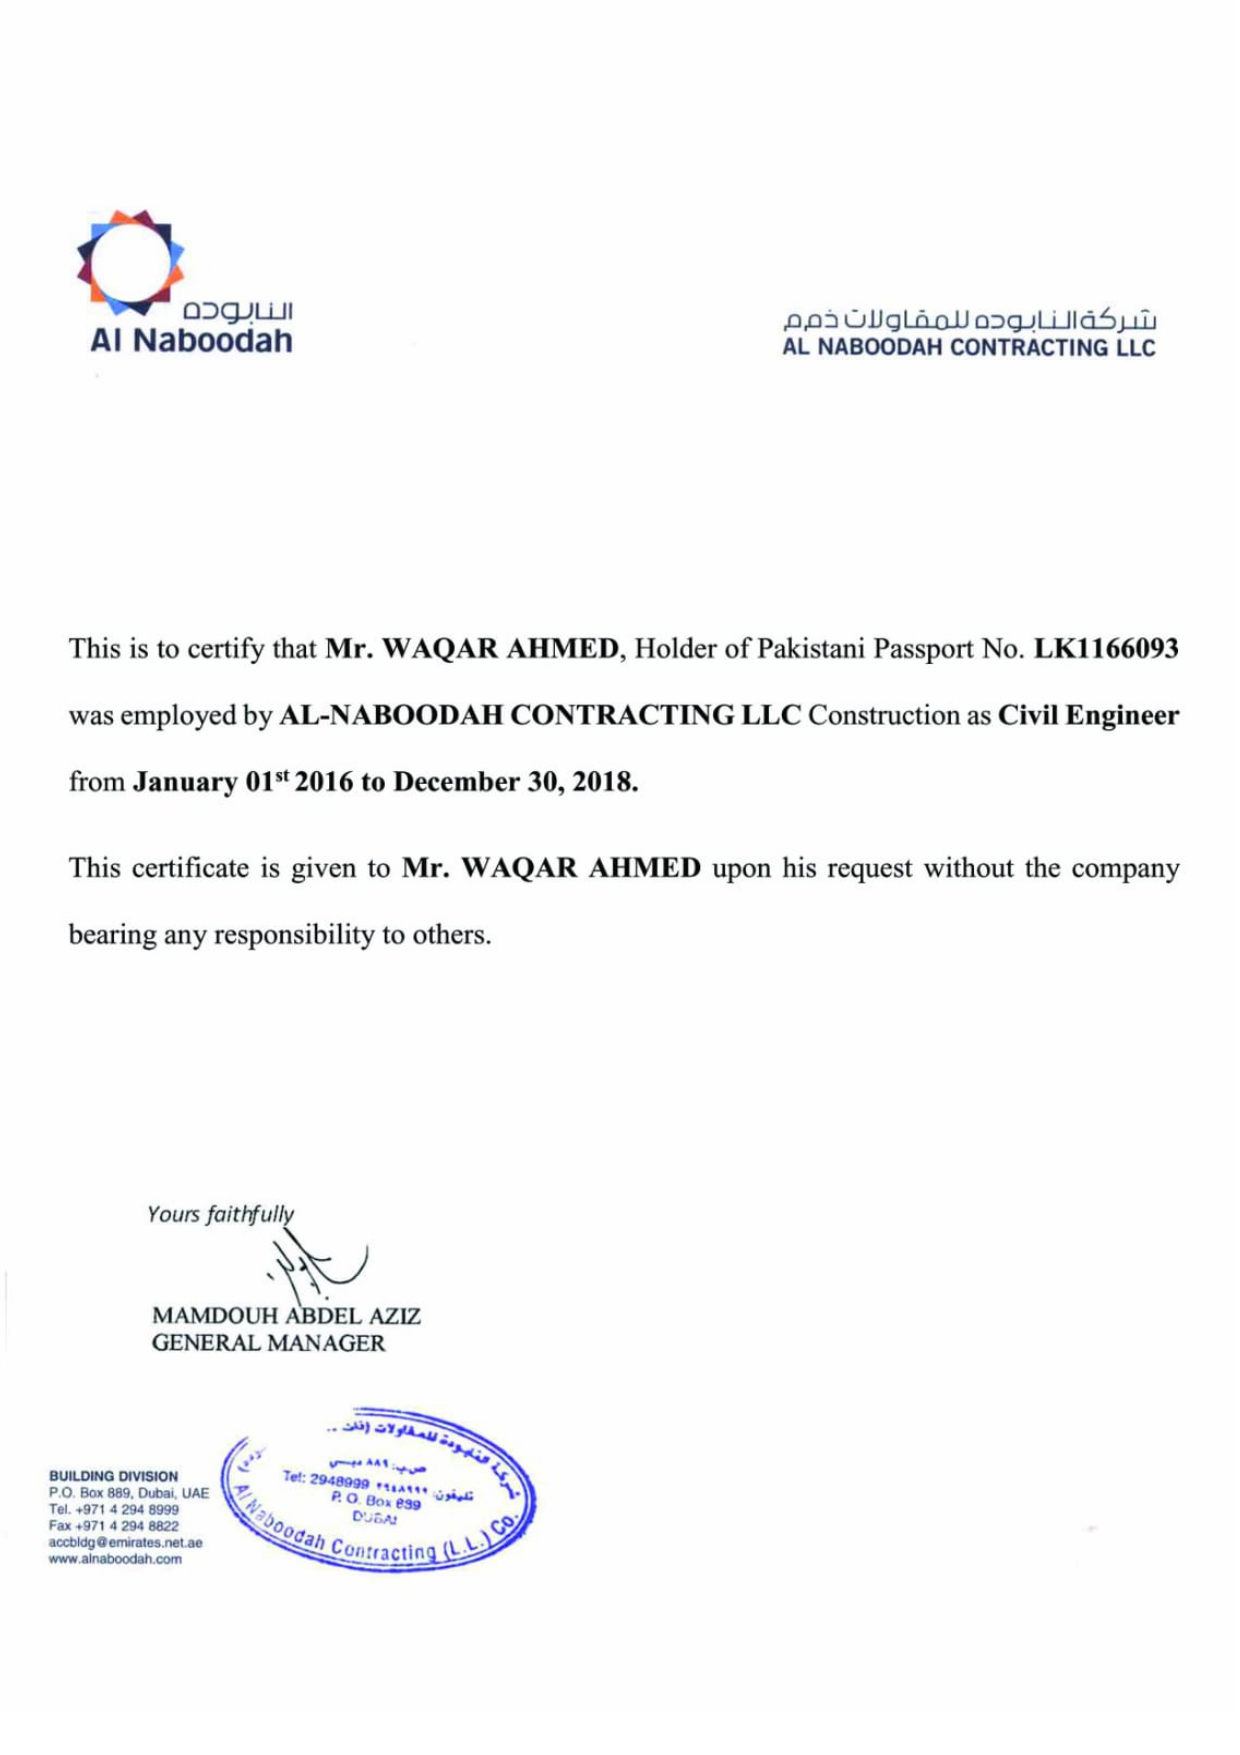 النابوده
Al Naboodah
شركة النابوده للمقاولات ذ م م
AL NABOODAH CONTRACTING LLC
This is to certify that Mr. WAQAR AHMED, Holder of Pakistani Passport No. LK1166093
was employed by AL-NABOODAH CONTRACTING LLC Construction as Civil Engineer
from January 01st 2016 to December 30, 2018.
This certificate is given to Mr. WAQAR AHMED upon his request without the company
bearing any responsibility to others.
Yours faithfully
MAMDOUH ABDEL AZIZ
GENERAL MANAGER
BUILDING DIVISION
P.O. Box 889, Dubai, UAE
Tel. +971 4 294 8999
Fax +971 4 294 8822
accbldg@emirates.net.ae
www.alnaboodah.com
شركة النابودة للمقاولات
ص.ب: ٨٨٩ دبي
تليفون: ٢٩٤٨٩٩٩ Tel: 2948999
P. O. Box 889
DUBAI
Al Naboodah Contracting (L.L.) Co.